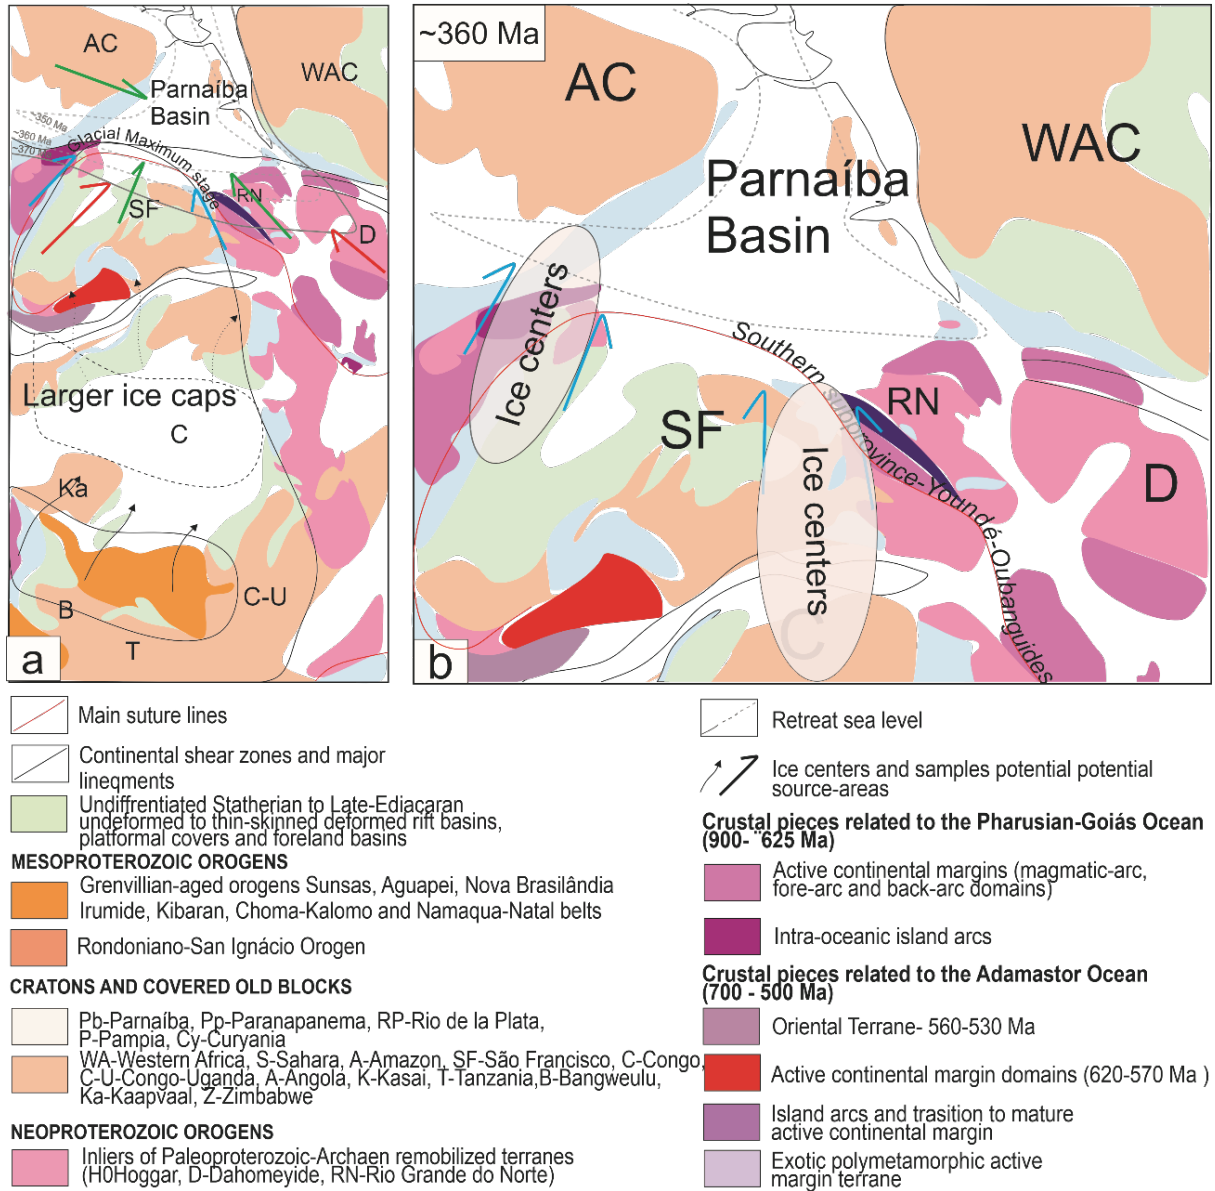 AC
WAC
Parnaíba
Basin
~350 Ma
~360 Ma
~370 Ma
Glacial Maximum stage
SF
RN
D
Larger ice caps
C
Ka
B
C-U
T
a
~360 Ma
AC
WAC
Parnaíba
Basin
Ice centers
Southern subprovince-Youndé-Oubanguides
SF
RN
D
Ice centers
C
b
Main suture lines
Continental shear zones and major
lineqments
Undiffrentiated Statherian to Late-Ediacaran
undeformed to thin-skinned deformed rift basins,
platformal covers and foreland basins
MESOPROTEROZOIC OROGENS
Grenvillian-aged orogens Sunsas, Aguapei, Nova Brasilândia
Irumide, Kibaran, Choma-Kalomo and Namaqua-Natal belts
Rondoniano-San Ignácio Orogen
CRATONS AND COVERED OLD BLOCKS
Pb-Parnaíba, Pp-Paranapanema, RP-Rio de la Plata,
P-Pampia, Cy-Curyania
WA-Western Africa, S-Sahara, A-Amazon, SF-São Francisco, C-Congo,
C-U-Congo-Uganda, A-Angola, K-Kasai, T-Tanzania,B-Bangweulu,
Ka-Kaapvaal, Z-Zimbabwe
NEOPROTEROZOIC OROGENS
Inliers of Paleoproterozoic-Archaen remobilized terranes
(H0Hoggar, D-Dahomeyide, RN-Rio Grande do Norte)
Retreat sea level
Ice centers and samples potential potential
source-areas
Crustal pieces related to the Pharusian-Goiás Ocean
(900- ¨625 Ma)
Active continental margins (magmatic-arc,
fore-arc and back-arc domains)
Intra-oceanic island arcs
Crustal pieces related to the Adamastor Ocean
(700 - 500 Ma)
Oriental Terrane- 560-530 Ma
Active continental margin domains (620-570 Ma )
Island arcs and trasition to mature
active continental margin
Exotic polymetamorphic active
margin terrane